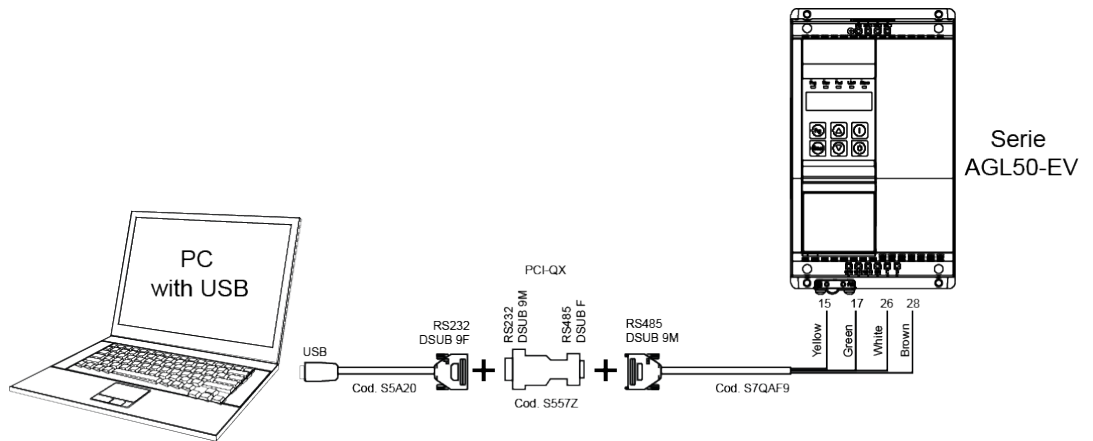 Serie
AGL50-EV
PC
with USB
PCI-QX
USB
RS232
DSUB 9F
RS232
DSUB 9M
RS485
DSUB F
RS485
DSUB 9M
Cod. S5A20
Cod. S557Z
Cod. S7QAF9
15
17
26
28
Yellow
Green
White
Brown